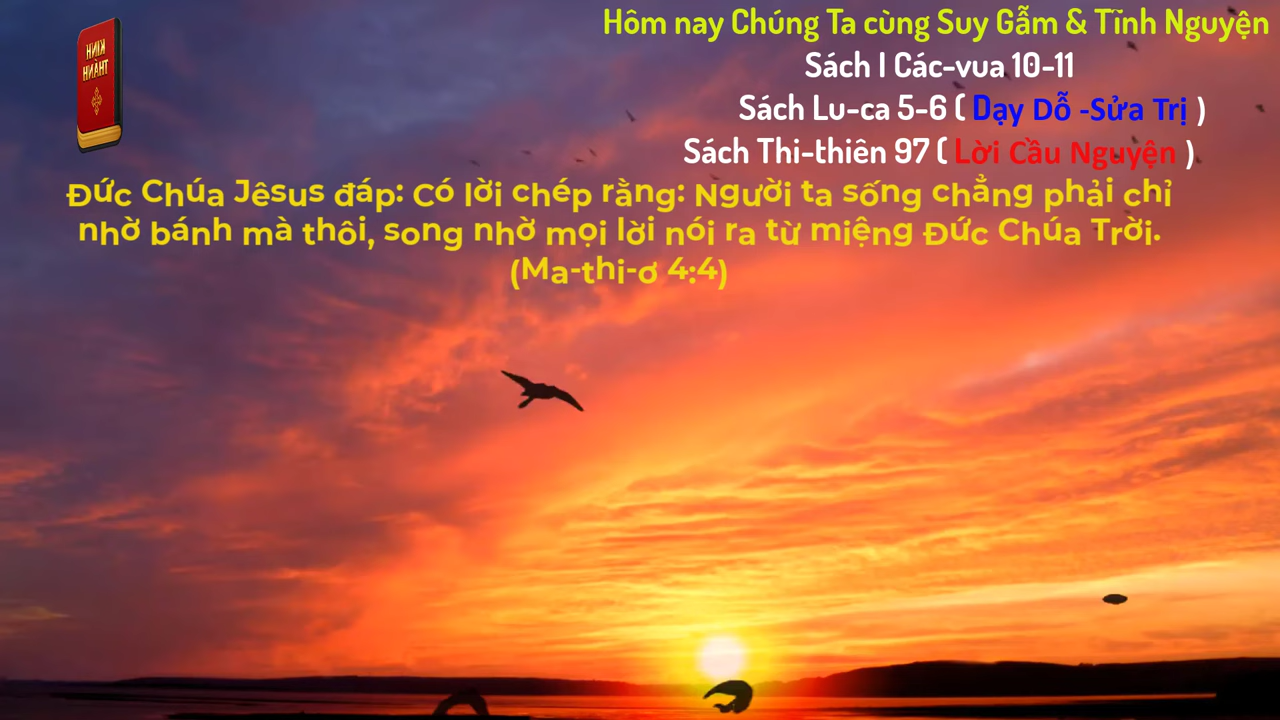 KINH
THÁNH
Hôm nay Chúng Ta cùng Suy Gẫm & Tĩnh Nguyện
Sách I Các-vua 10-11
Sách Lu-ca 5-6 ( Dạy Dỗ -Sửa Trị )
Sách Thi-thiên 97 ( Lời Cầu Nguyện )
Đức Chúa Jêsus đáp: Có lời chép rằng: Người ta sống chẳng phải chỉ
nhờ bánh mà thôi, song nhờ mọi lời nói ra từ miệng Đức Chúa Trời.
(Ma-thi-ơ 4:4)